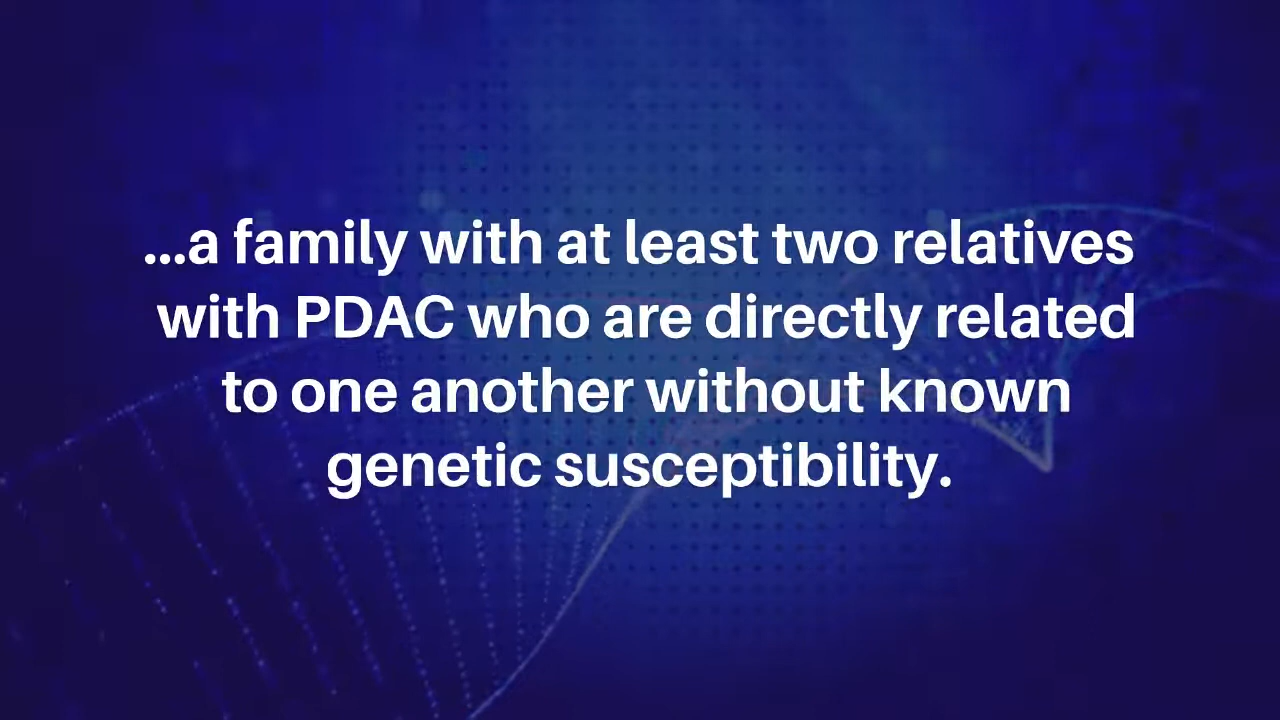 ...a family with at least two relatives
with PDAC who are directly related
to one another without known
genetic susceptibility.